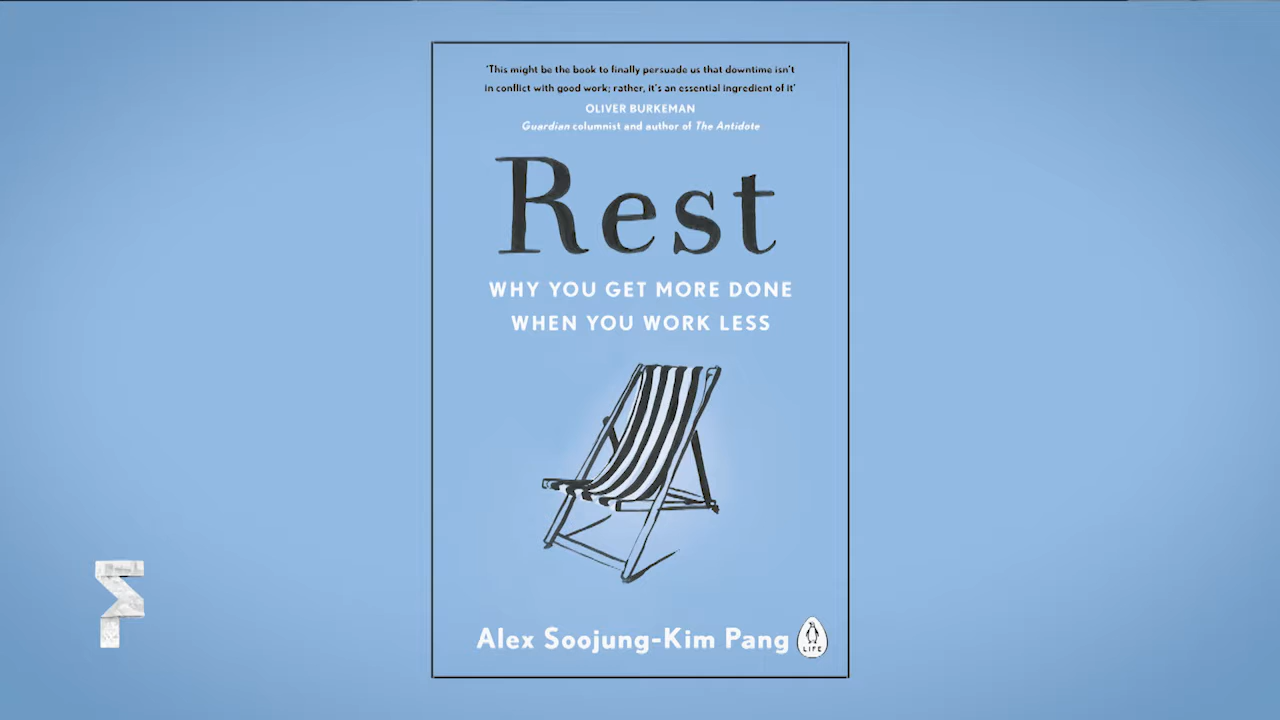 'This might be the book to finally persuade us that downtime isn't
in conflict with good work; rather, it's an essential ingredient of it'
OLIVER BURKEMAN
Guardian columnist and author of The Antidote
Rest
WHY YOU GET MORE DONE
WHEN YOU WORK LESS
Alex Soojung-Kim Pang
LIFE